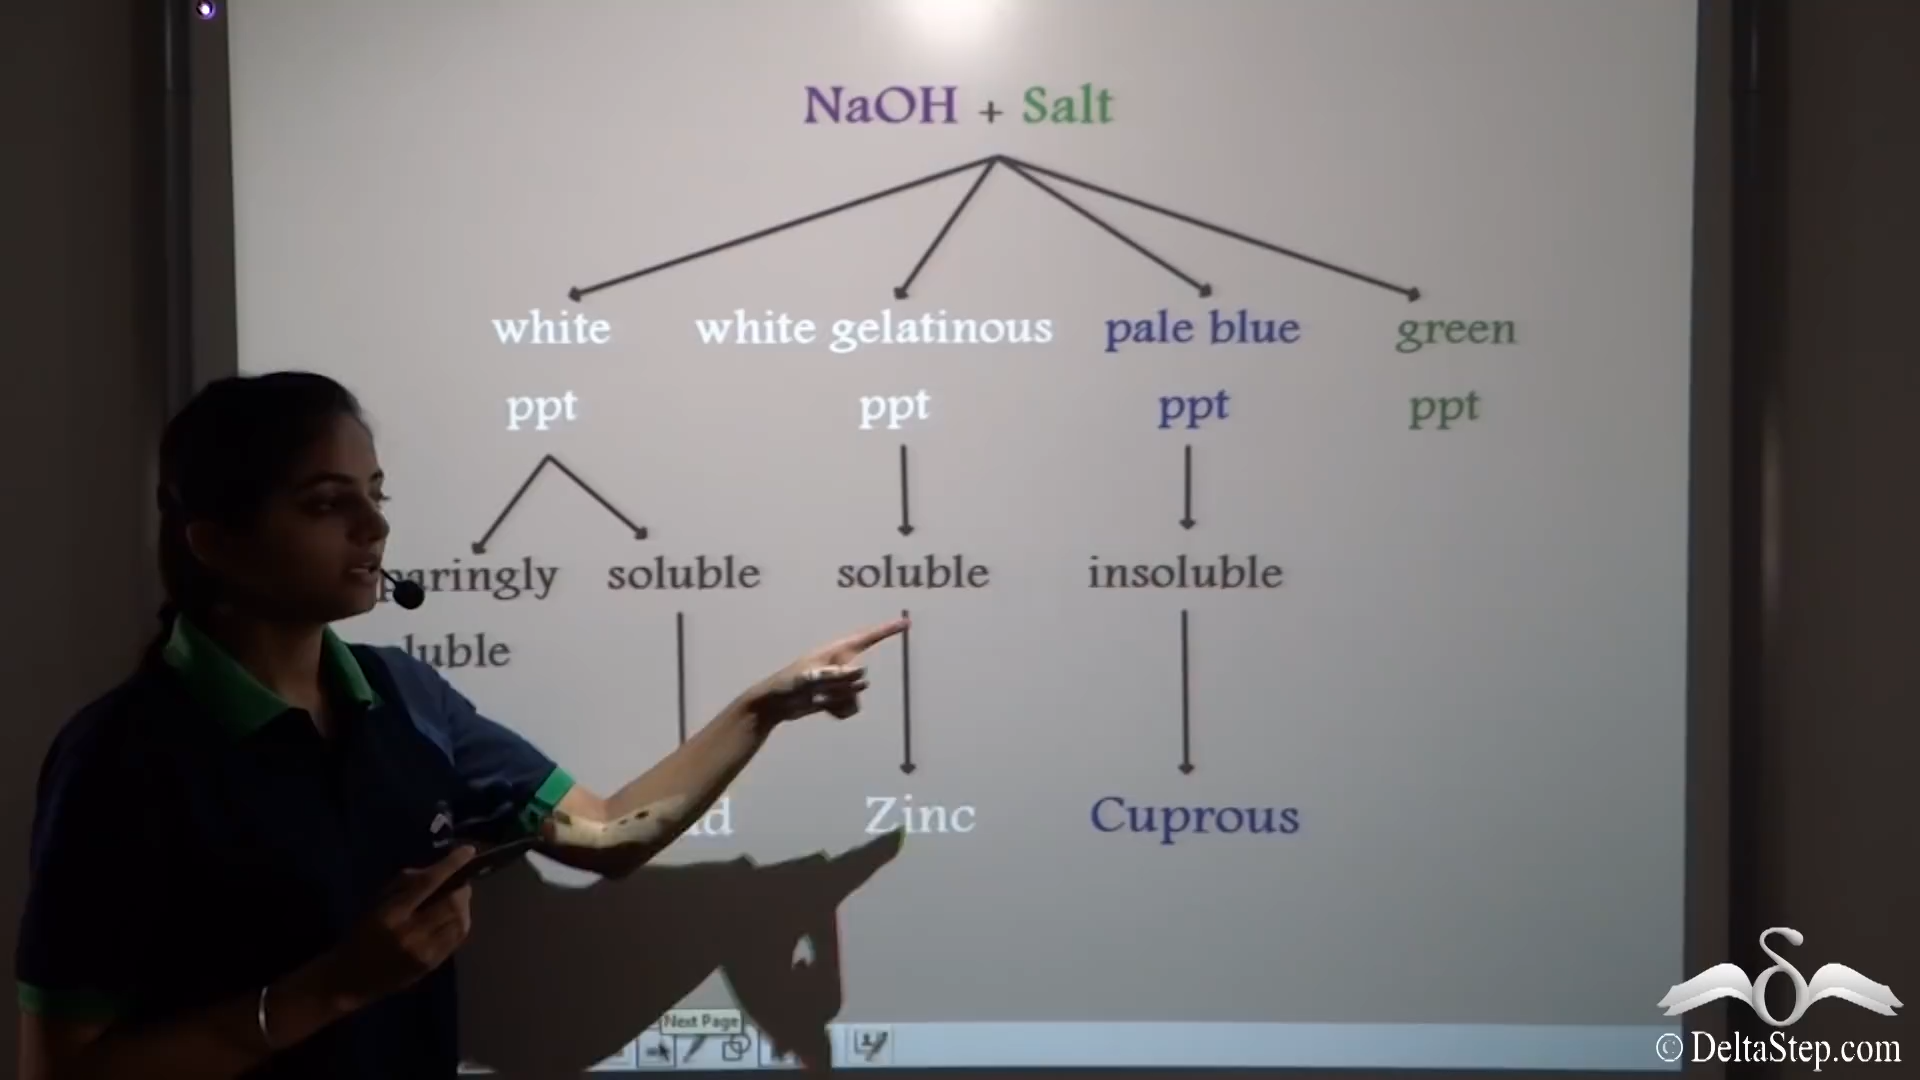 NaOH + Salt
white white gelatinous pale blue green
ppt ppt ppt ppt
soluble soluble insoluble
Zinc Cuprous
Next Page
© DeltaStep.com